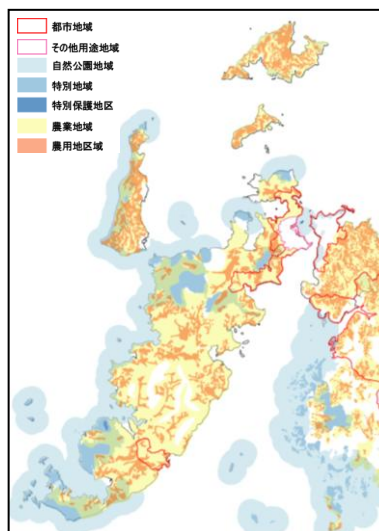 都市地域
その他用途地域
自然公園地域
特別地域
特別保護地区
農業地域
農用地区域